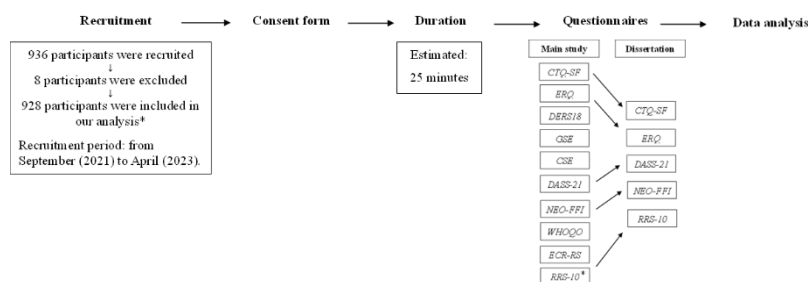 Recruitment
Consent form
Duration
Questionnaires
Data analysis
936 participants were recruited
↓
8 participants were excluded
↓
928 participants were included in
our analysis*
Recruitment period: from
September (2021) to April (2023).
Estimated:
25 minutes
Main study
CTQ-SF
ERQ
DERS18
GSE
CSE
DASS-21
NEO-FFI
WHOQO
ECR-RS
RRS-10*
Dissertation
CTQ-SF
ERQ
DASS-21
NEO-FFI
RRS-10